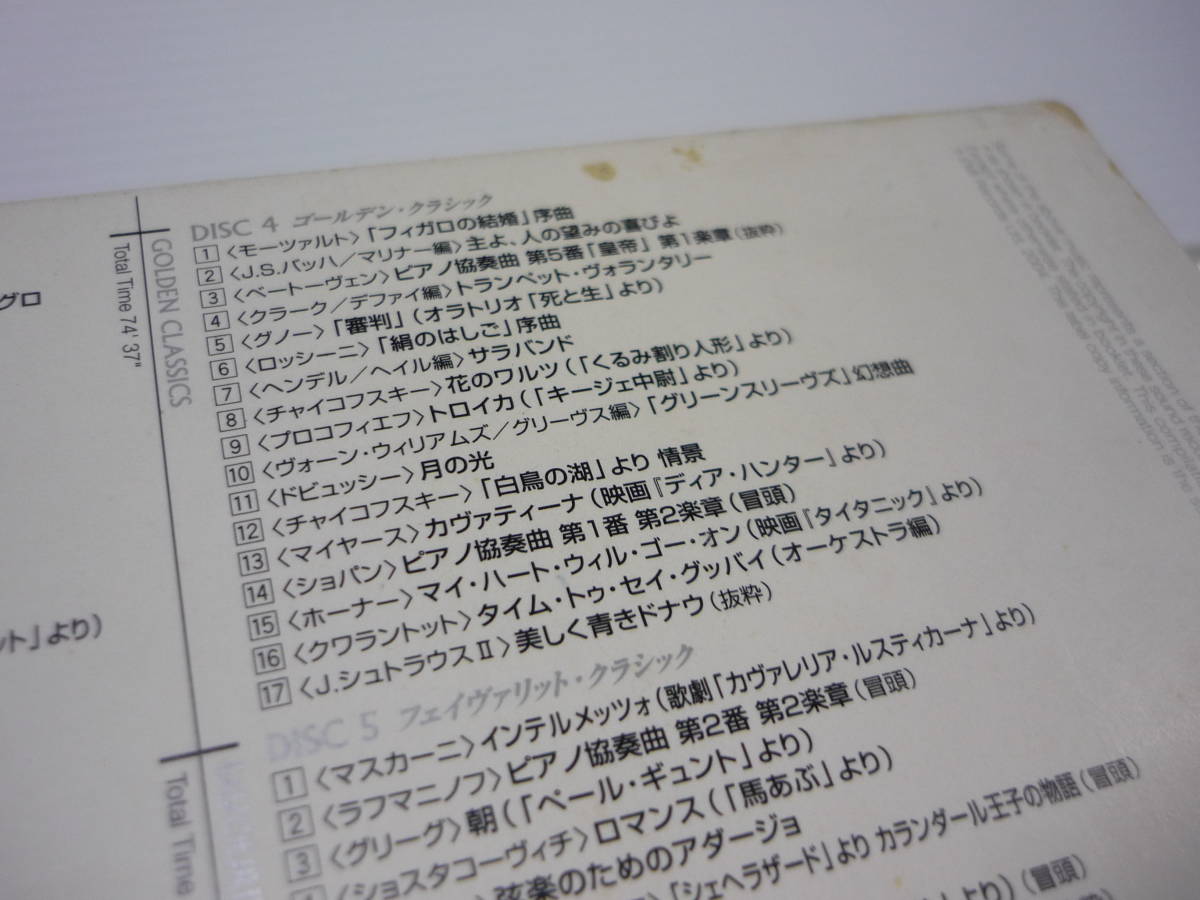 グロ
ット」より)
GOLDEN CLASSICS
Total Time 74' 37"
DISC 4 ゴールデン・クラシック
1 〈モーツァルト〉「フィガロの結婚」序曲
2 〈J.S.バッハ／マリナー編〉主よ、人の望みの喜びよ
3 〈ベートーヴェン〉ピアノ協奏曲 第5番「皇帝」 第1楽章(抜粋)
4 〈クラーク／デファイ編〉トランペット・ヴォランタリー
5 〈グノー〉「審判」(オラトリオ「死と生」より)
6 〈ロッシーニ〉「絹のはしご」序曲
7 〈ヘンデル／ヘイル編〉サラバンド
8 〈チャイコフスキー〉花のワルツ(「くるみ割り人形」より)
9 〈プロコフィエフ〉トロイカ(「キージェ中尉」より)
10 〈ヴォーン・ウィリアムズ／グリーヴス編〉「グリーンスリーヴズ」幻想曲
11 〈ドビュッシー〉月の光
12 〈チャイコフスキー〉「白鳥の湖」より 情景
13 〈マイヤース〉カヴァティーナ(映画『ディア・ハンター』より)
14 〈ショパン〉ピアノ協奏曲 第1番 第2楽章(冒頭)
15 〈ホーナー〉マイ・ハート・ウィル・ゴー・オン(映画『タイタニック』より)
16 〈クワラントット〉タイム・トゥ・セイ・グッバイ(オーケストラ編)
17 〈J.シュトラウスⅡ〉美しく青きドナウ(抜粋)
Total Time
DISC 5 フェイヴァリット・クラシック
1 〈マスカーニ〉インテルメッツォ(歌劇「カヴァレリア・ルスティカーナ」より)
2 〈ラフマニノフ〉ピアノ協奏曲 第2番 第2楽章(冒頭)
3 〈グリーグ〉朝(「ペール・ギュント」より)
〈ショスタコーヴィチ〉ロマンス(「馬あぶ」より)
弦楽のためのアダージョ
「シェヘラザード」より カランダール王子の物語(冒頭)
より)(冒頭)
(抜粋)